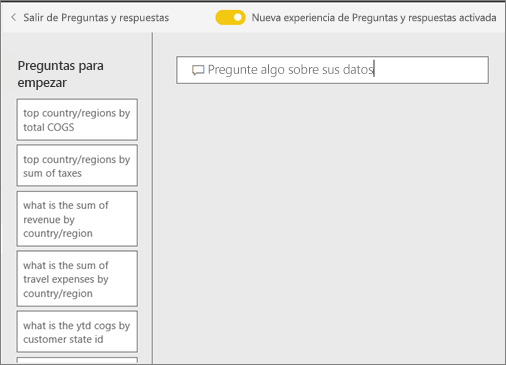 Salir de Preguntas y respuestas
Nueva experiencia de Preguntas y respuestas activada
Preguntas para
empezar
Pregunte algo sobre sus datos
top country/regions by
total COGS
top country/regions by
sum of taxes
what is the sum of
revenue by
country/region
what is the sum of
travel expenses by
country/region
what is the ytd cogs by
customer state id